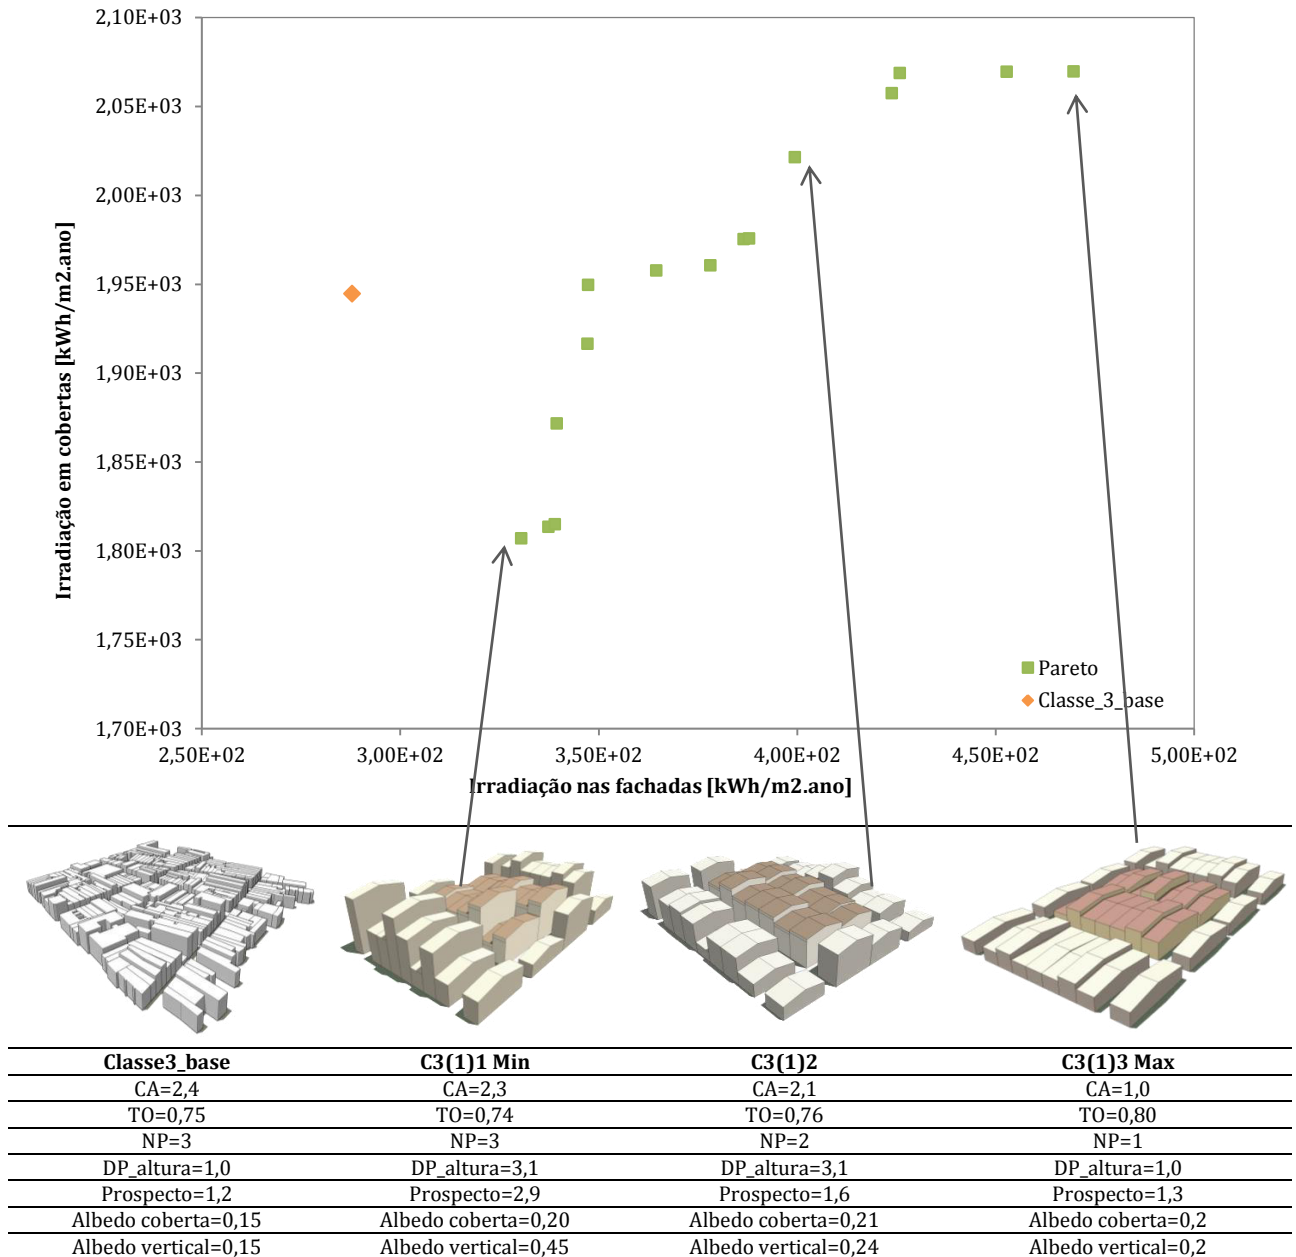 2,10E+03
2,05E+03
2,00E+03
1,95E+03
1,90E+03
1,85E+03
1,80E+03
1,75E+03
1,70E+03
Irradiação em cobertas [kWh/m2.ano]
Pareto
Classe_3_base
2,50E+02 3,00E+02 3,50E+02 4,00E+02 4,50E+02 5,00E+02
Irradiação nas fachadas [kWh/m2.ano]
Classe3_base C3(1)1 Min C3(1)2 C3(1)3 Max
CA=2,4 CA=2,3 CA=2,1 CA=1,0
TO=0,75 TO=0,74 TO=0,76 TO=0,80
NP=3 NP=3 NP=2 NP=1
DP_altura=1,0 DP_altura=3,1 DP_altura=3,1 DP_altura=1,0
Prospecto=1,2 Prospecto=2,9 Prospecto=1,6 Prospecto=1,3
Albedo coberta=0,15 Albedo coberta=0,20 Albedo coberta=0,21 Albedo coberta=0,2
Albedo vertical=0,15 Albedo vertical=0,45 Albedo vertical=0,24 Albedo vertical=0,2